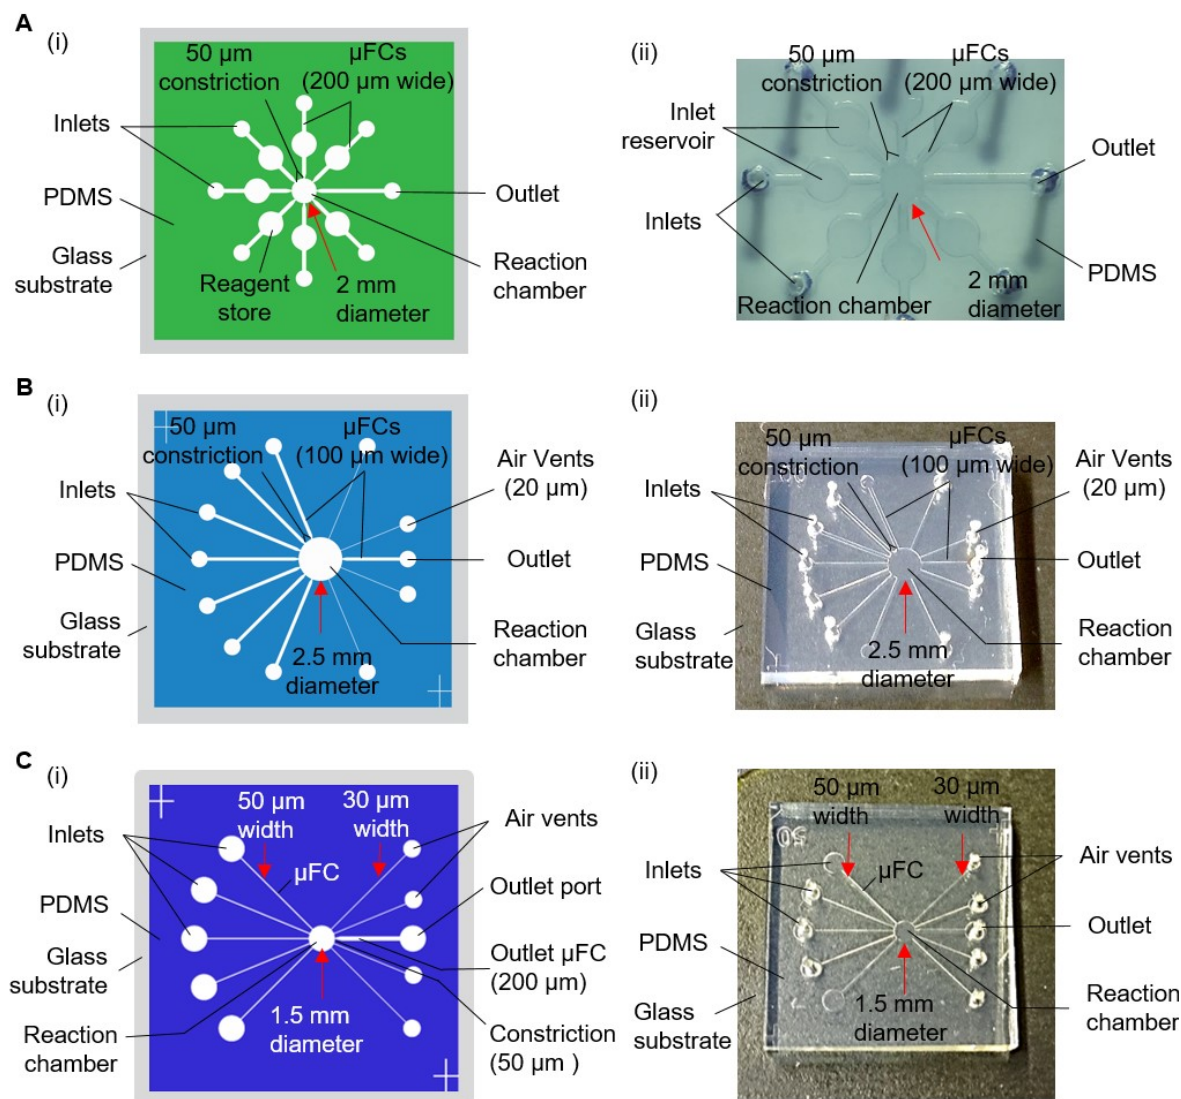 A
(i)
50 µm
constriction
µFCs
(200 µm wide)
Inlets
PDMS
Glass
substrate
Outlet
Reagent
store
2 mm
diameter
Reaction
chamber
(ii)
50 µm
constriction
µFCs
(200 µm wide)
Inlet
reservoir
Outlet
Inlets
PDMS
Reaction chamber
2 mm
diameter
B
(i)
50 µm
constriction
µFCs
(100 µm wide)
Air Vents
(20 µm)
Inlets
PDMS
Outlet
Glass
substrate
2.5 mm
diameter
Reaction
chamber
(ii)
50 µm
constriction
µFCs
(100 µm wide)
Air Vents
(20 µm)
Inlets
PDMS
Outlet
Glass
substrate
2.5 mm
diameter
Reaction
chamber
C
(i)
50 µm
width
30 µm
width
Inlets
Air vents
µFC
Outlet port
PDMS
Glass
substrate
Outlet µFC
(200 µm)
Reaction
chamber
1.5 mm
diameter
Constriction
(50 µm )
(ii)
50 µm
width
30 µm
width
50
Inlets
Air vents
µFC
Outlet
PDMS
Glass
substrate
1.5 mm
diameter
Reaction
chamber